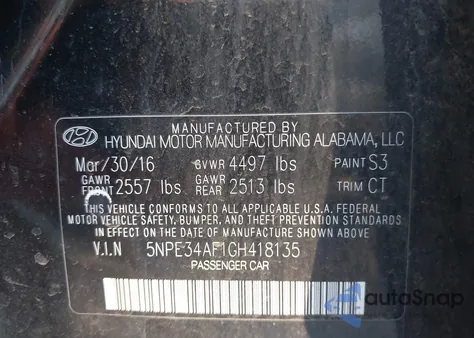 MANUFACTURED BY
HYUNDAI MOTOR MANUFACTURING ALABAMA, LLC
Mar/30/16 GVWR 4497 lbs PAINT S3
GAWR FRONT 2557 lbs GAWR REAR 2513 lbs TRIM CT
THIS VEHICLE CONFORMS TO ALL APPLICABLE U.S.A. FEDERAL
MOTOR VEHICLE SAFETY, BUMPER, AND THEFT PREVENTION
STANDARDS IN EFFECT ON THE DATE OF MANUFACTURE
SHOWN ABOVE.
V.I.N 5NPE34AF1GH418135
PASSENGER CAR
autoSnap